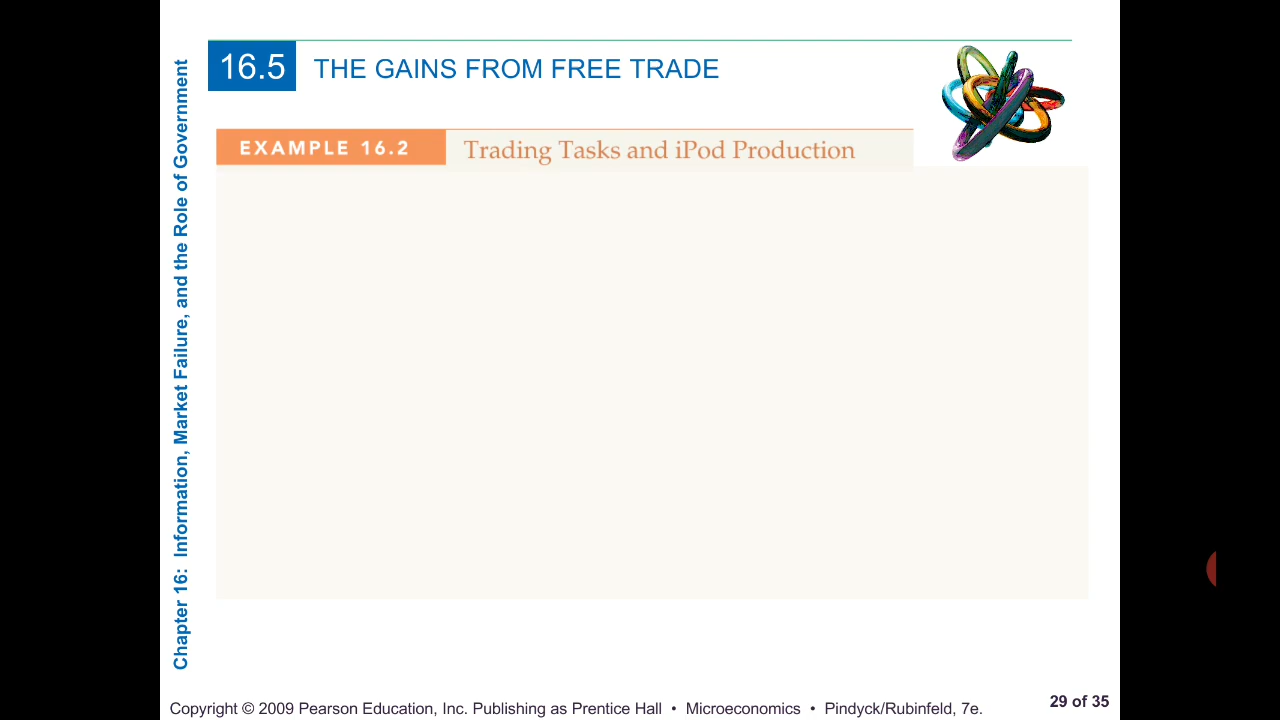 16.5 THE GAINS FROM FREE TRADE
EXAMPLE 16.2 Trading Tasks and iPod Production
Chapter 16: Information, Market Failure, and the Role of Government
Copyright © 2009 Pearson Education, Inc. Publishing as Prentice Hall • Microeconomics • Pindyck/Rubinfeld, 7e.
29 of 35